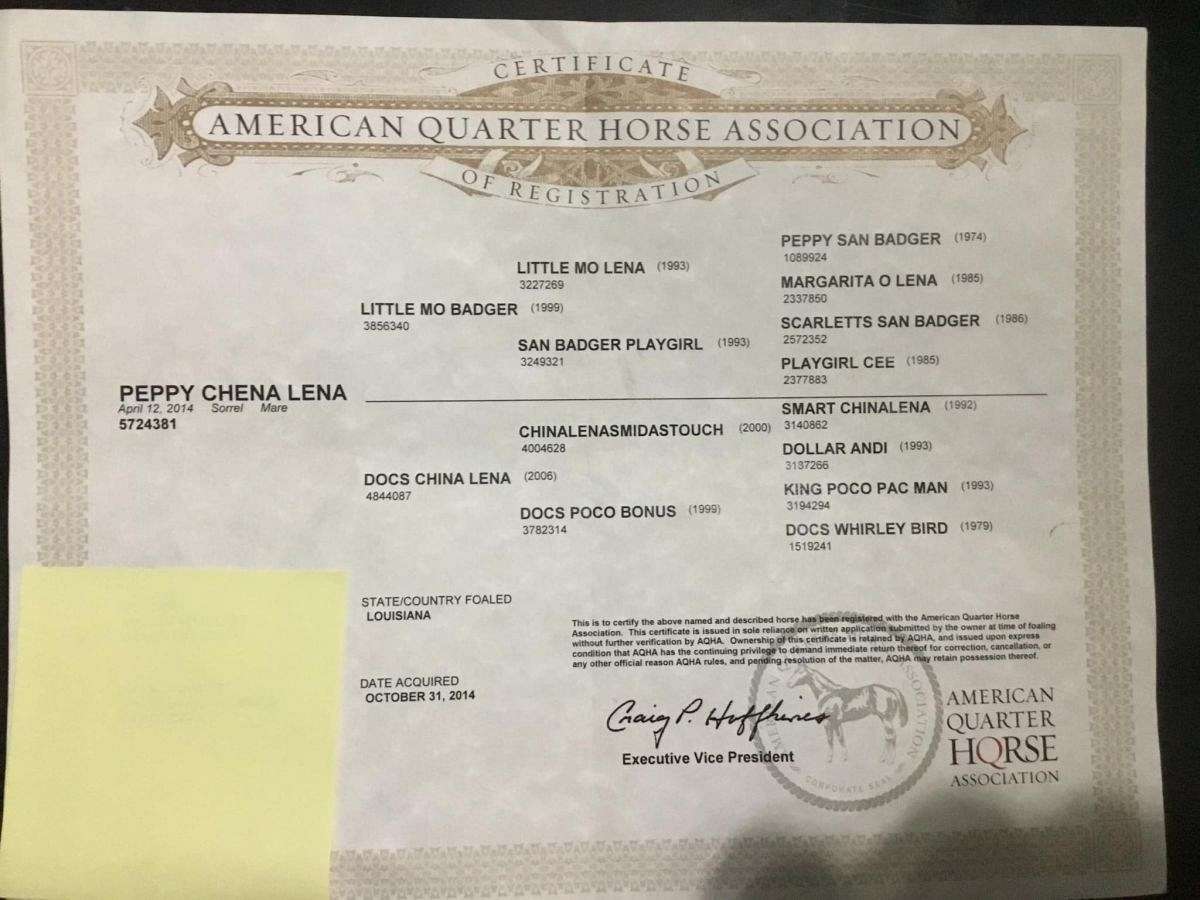 CERTIFICATE
AMERICAN QUARTER HORSE ASSOCIATION
OF REGISTRATION
PEPPY SAN BADGER (1974)
1089924
LITTLE MO LENA (1993)
3227269
MARGARITA O LENA (1985)
2337850
LITTLE MO BADGER (1999)
3856340
SCARLETTS SAN BADGER (1986)
2572352
SAN BADGER PLAYGIRL (1993)
3249321
PLAYGIRL CEE (1985)
2377883
PEPPY CHENA LENA
April 12, 2014 Sorrel Mare
5724381
SMART CHINALENA (1992)
3140862
CHINALENASMIDASTOUCH (2000)
4004628
DOLLAR ANDI (1993)
3137266
DOCS CHINA LENA (2006)
4844087
KING POCO PAC MAN (1993)
3194294
DOCS POCO BONUS (1999)
3782314
DOCS WHIRLEY BIRD (1979)
1519241
STATE/COUNTRY FOALED
LOUISIANA
This is to certify the above named and described horse has been registered with the American Quarter Horse
Association. This certificate is issued in sole reliance on written application submitted by the owner at time of foaling
without further verification by AQHA. Ownership of this certificate is retained by AQHA, and issued upon express
condition that AQHA has the continuing privilege to demand immediate return thereof for correction, cancellation, or
any other official reason AQHA rules, and pending resolution of the matter, AQHA may retain possession thereof.
DATE ACQUIRED
OCTOBER 31, 2014
Craig P. Huffhines
Executive Vice President
ASSOCIATION
CORPORATE SEAL
AMERICAN
QUARTER
HORSE
ASSOCIATION